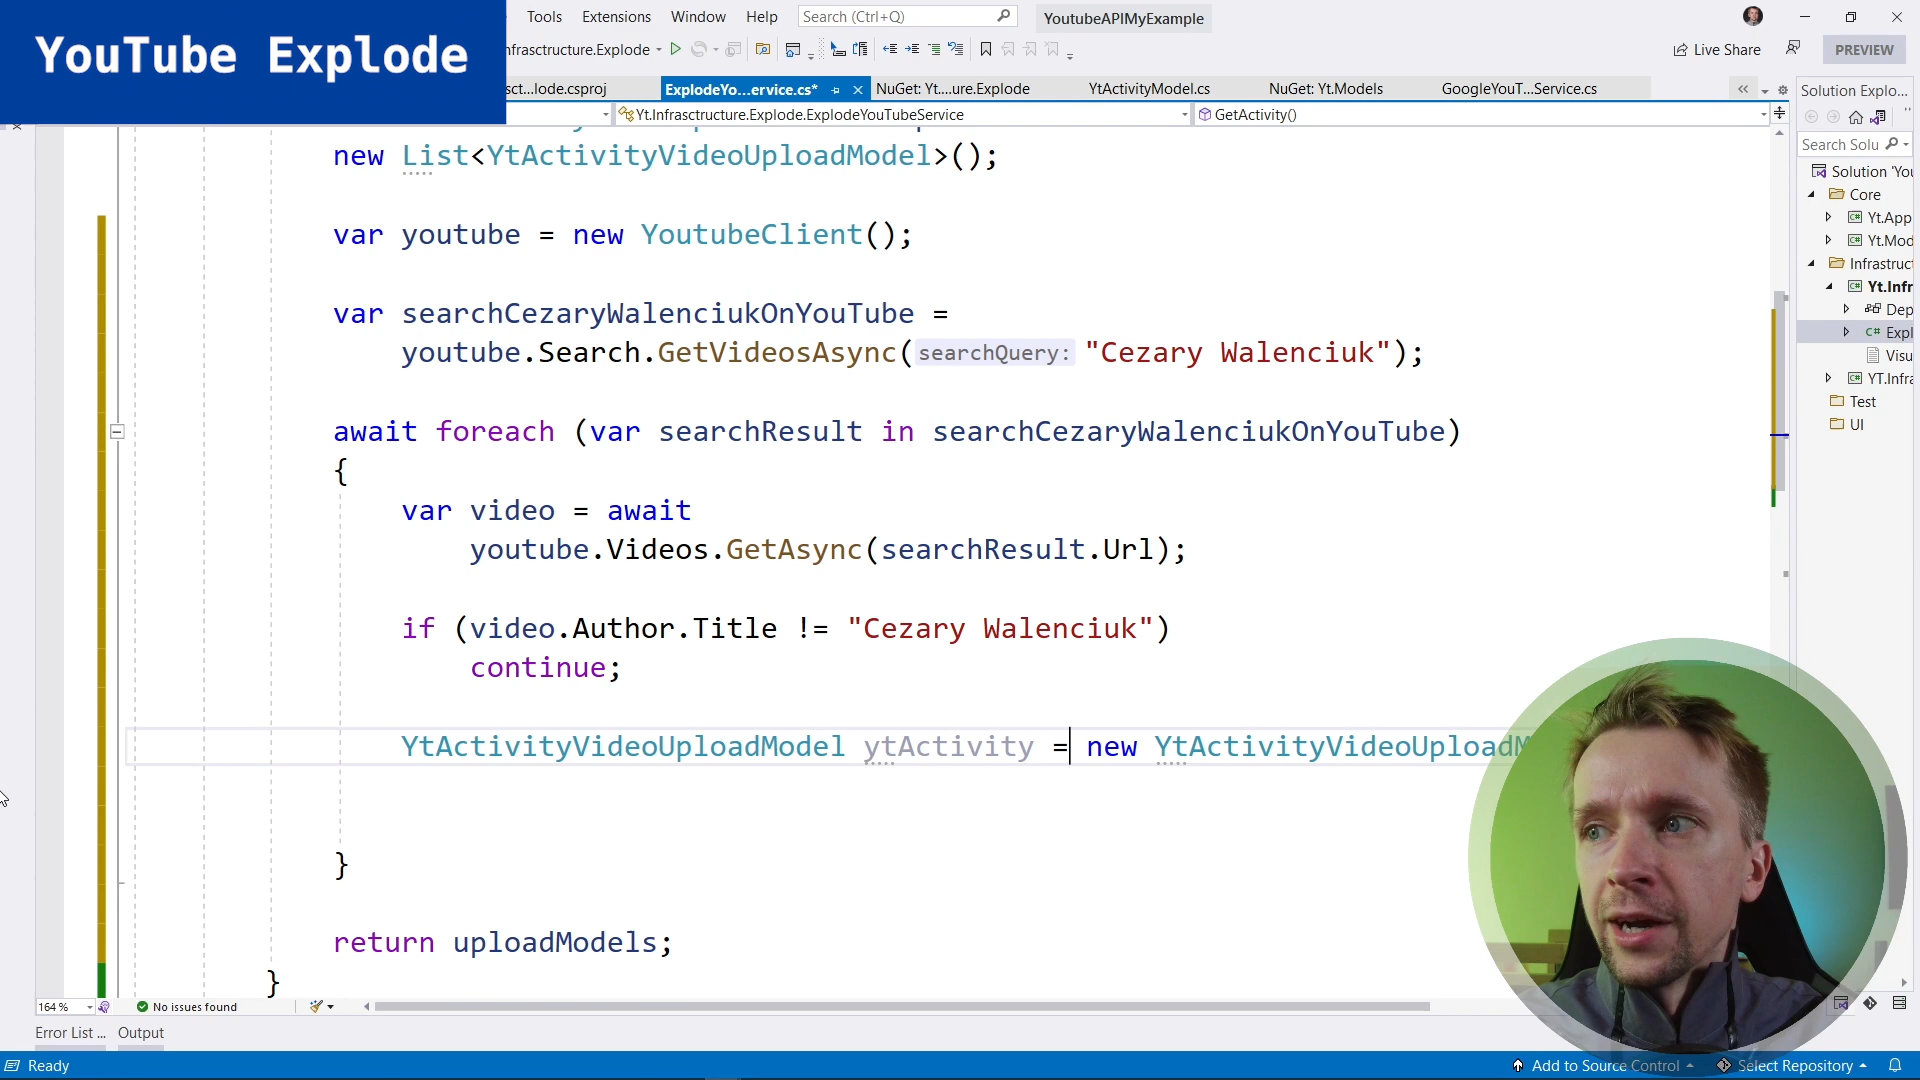 YouTube Explode
Tools Extensions Window Help Search (Ctrl+Q) YoutubeAPIMyExample
nfrasctructure.Explode Live Share PREVIEW
sct...lode.csproj ExplodeYo...ervice.cs* NuGet: Yt....ure.Explode YtActivityModel.cs NuGet: Yt.Models GoogleYouT...Service.cs
Yt.Infrasctructure.Explode.ExplodeYouTubeService GetActivity()
new List<YtActivityVideoUploadModel>();
var youtube = new YoutubeClient();
var searchCezaryWalenciukOnYouTube =
youtube.Search.GetVideosAsync(searchQuery: "Cezary Walenciuk");
await foreach (var searchResult in searchCezaryWalenciukOnYouTube)
{
var video = await
youtube.Videos.GetAsync(searchResult.Url);
if (video.Author.Title != "Cezary Walenciuk")
continue;
YtActivityVideoUploadModel ytActivity = new YtActivityVideoUploadM
}
return uploadModels;
}
164 % No issues found
Error List ... Output
Ready
Add to Source Control Select Repository
Solution Explo...
Search Solu
Solution 'You
Core
Yt.App
Yt.Mod
Infrastruct
Yt.Infr
Dep
C# Expl
Visu
YT.Infra
Test
UI